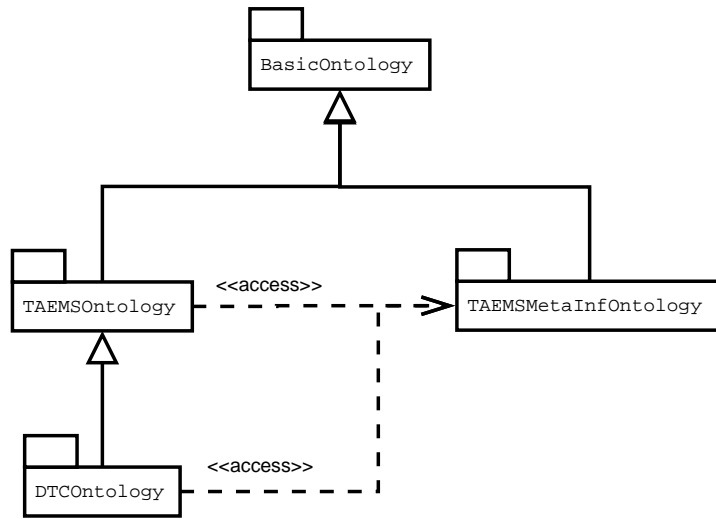 BasicOntology
<<access>>
TAEMSOntology
TAEMSMetaInfOntology
<<access>>
DTCOntology